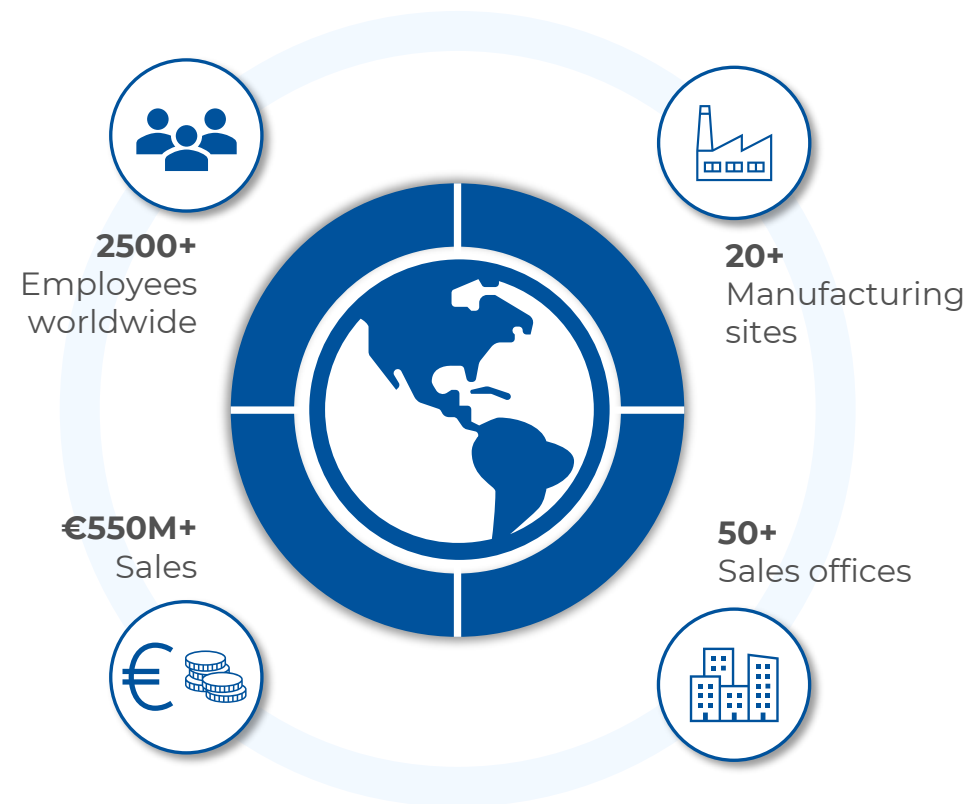 2500+
Employees
worldwide
20+
Manufacturing
sites
€550M+
Sales
50+
Sales offices